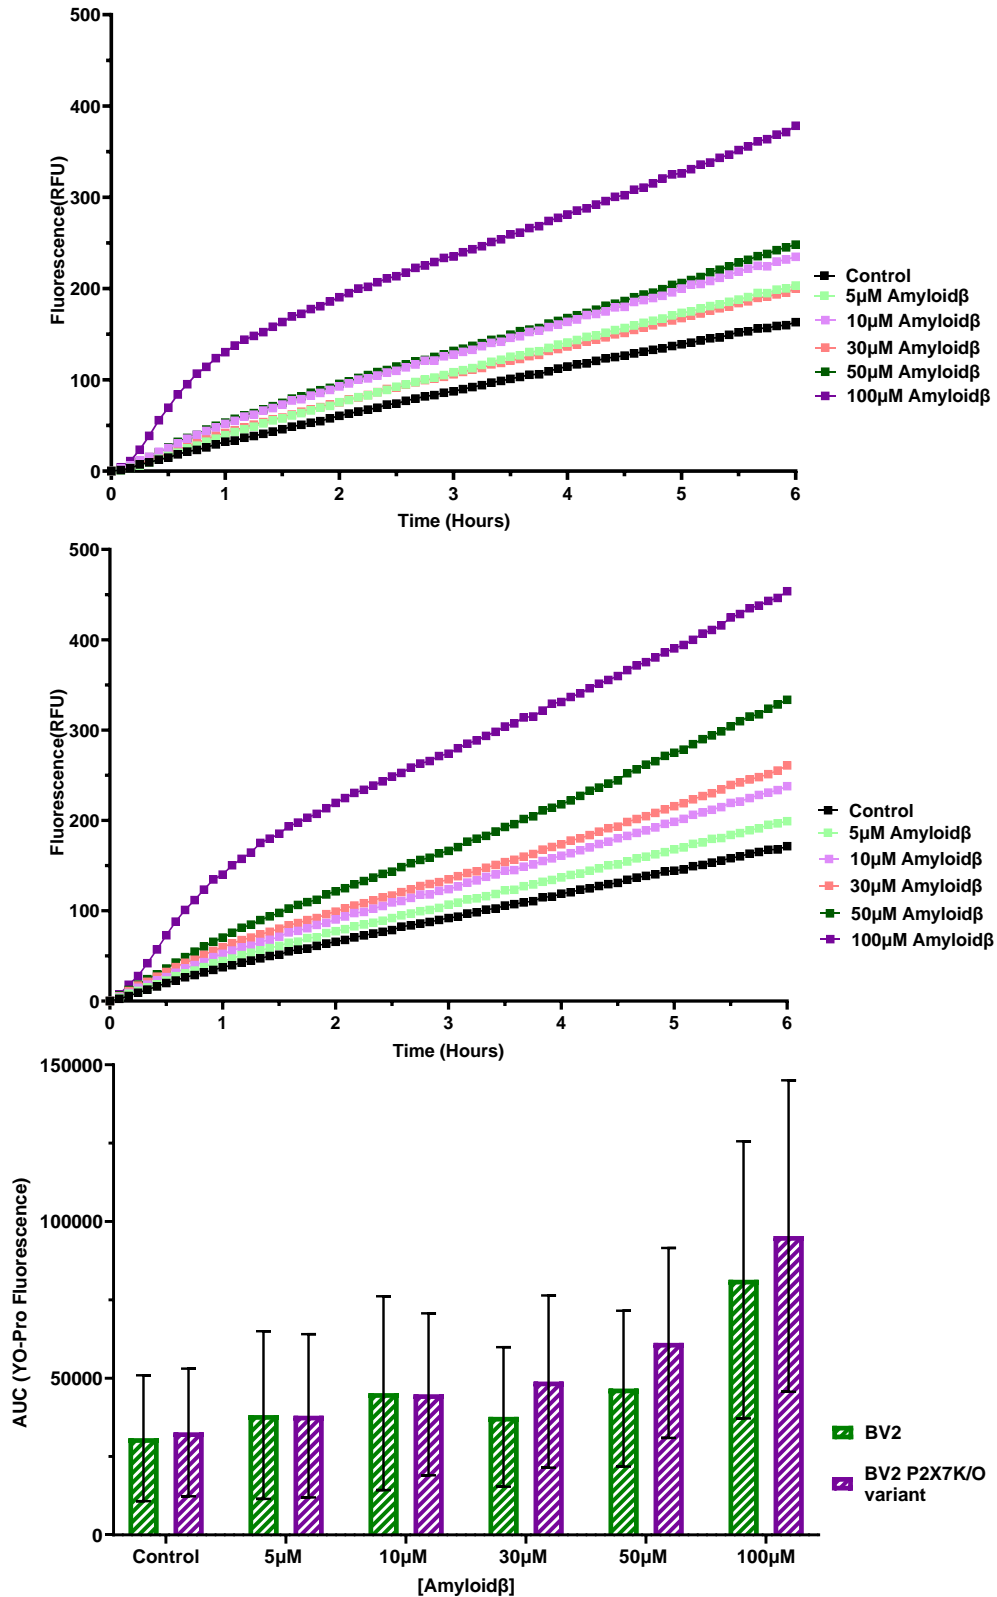 500
400
300
200
100
0
Fluorescence(RFU)
0 1 2 3 4 5 6
Time (Hours)
Control
5µM Amyloidβ
10µM Amyloidβ
30µM Amyloidβ
50µM Amyloidβ
100µM Amyloidβ
500
400
300
200
100
0
Fluorescence(RFU)
0 1 2 3 4 5 6
Time (Hours)
Control
5µM Amyloidβ
10µM Amyloidβ
30µM Amyloidβ
50µM Amyloidβ
100µM Amyloidβ
150000
100000
50000
0
AUC (YO-Pro Fluorescence)
Control 5µM 10µM 30µM 50µM 100µM
[Amyloidβ]
BV2
BV2 P2X7K/O
variant